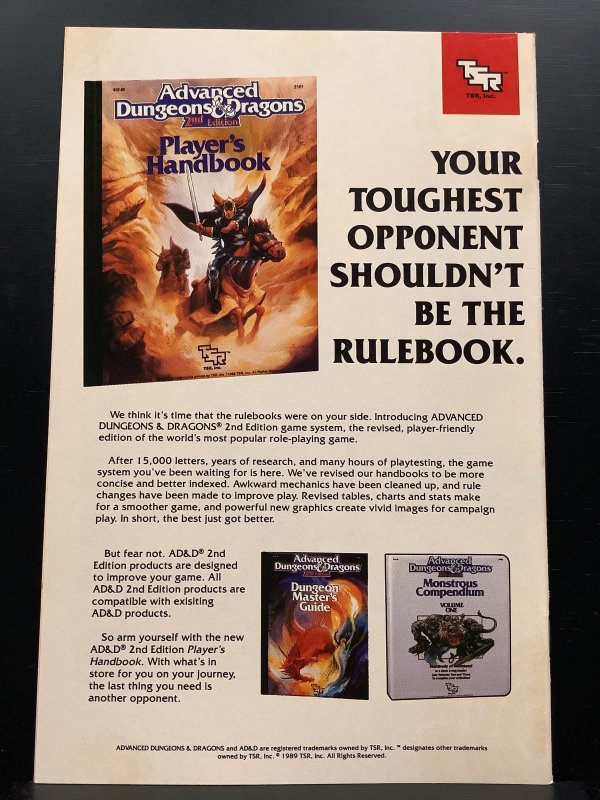 TSR
TSR, Inc.
Advanced
Dungeons & Dragons
2nd Edition
Player's
Handbook
TSR
TSR, Inc.
YOUR
TOUGHEST
OPPONENT
SHOULDN'T
BE THE
RULEBOOK.
We think it's time that the rulebooks were on your side. Introducing ADVANCED
DUNGEONS & DRAGONS® 2nd Edition game system, the revised, player-friendly
edition of the world's most popular role-playing game.
After 15,000 letters, years of research, and many hours of playtesting, the game
system you've been waiting for is here. We've revised our handbooks to be more
concise and better indexed. Awkward mechanics have been cleaned up, and rule
changes have been made to improve play. Revised tables, charts and stats make
for a smoother game, and powerful new graphics create vivid images for campaign
play. In short, the best just got better.
But fear not. AD&D® 2nd
Edition products are designed
to improve your game. All
AD&D 2nd Edition products are
compatible with exisiting
AD&D products.
So arm yourself with the new
AD&D® 2nd Edition Player's
Handbook. With what's in
store for you on your journey,
the last thing you need is
another opponent.
Advanced
Dungeons & Dragons
2nd Edition
Dungeon
Master's
Guide
TSR
Advanced
Dungeons & Dragons
Monstrous
Compendium
VOLUME
ONE
TSR
ADVANCED DUNGEONS & DRAGONS and AD&D are registered trademarks owned by TSR, Inc. ™ designates other trademarks
owned by TSR, Inc. © 1989 TSR, Inc. All Rights Reserved.